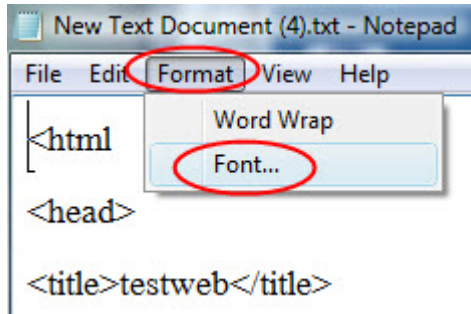 New Text Document (4).txt - Notepad
File Edit Format View Help
Word Wrap
Font...
<html
<head>
<title>testweb</title>